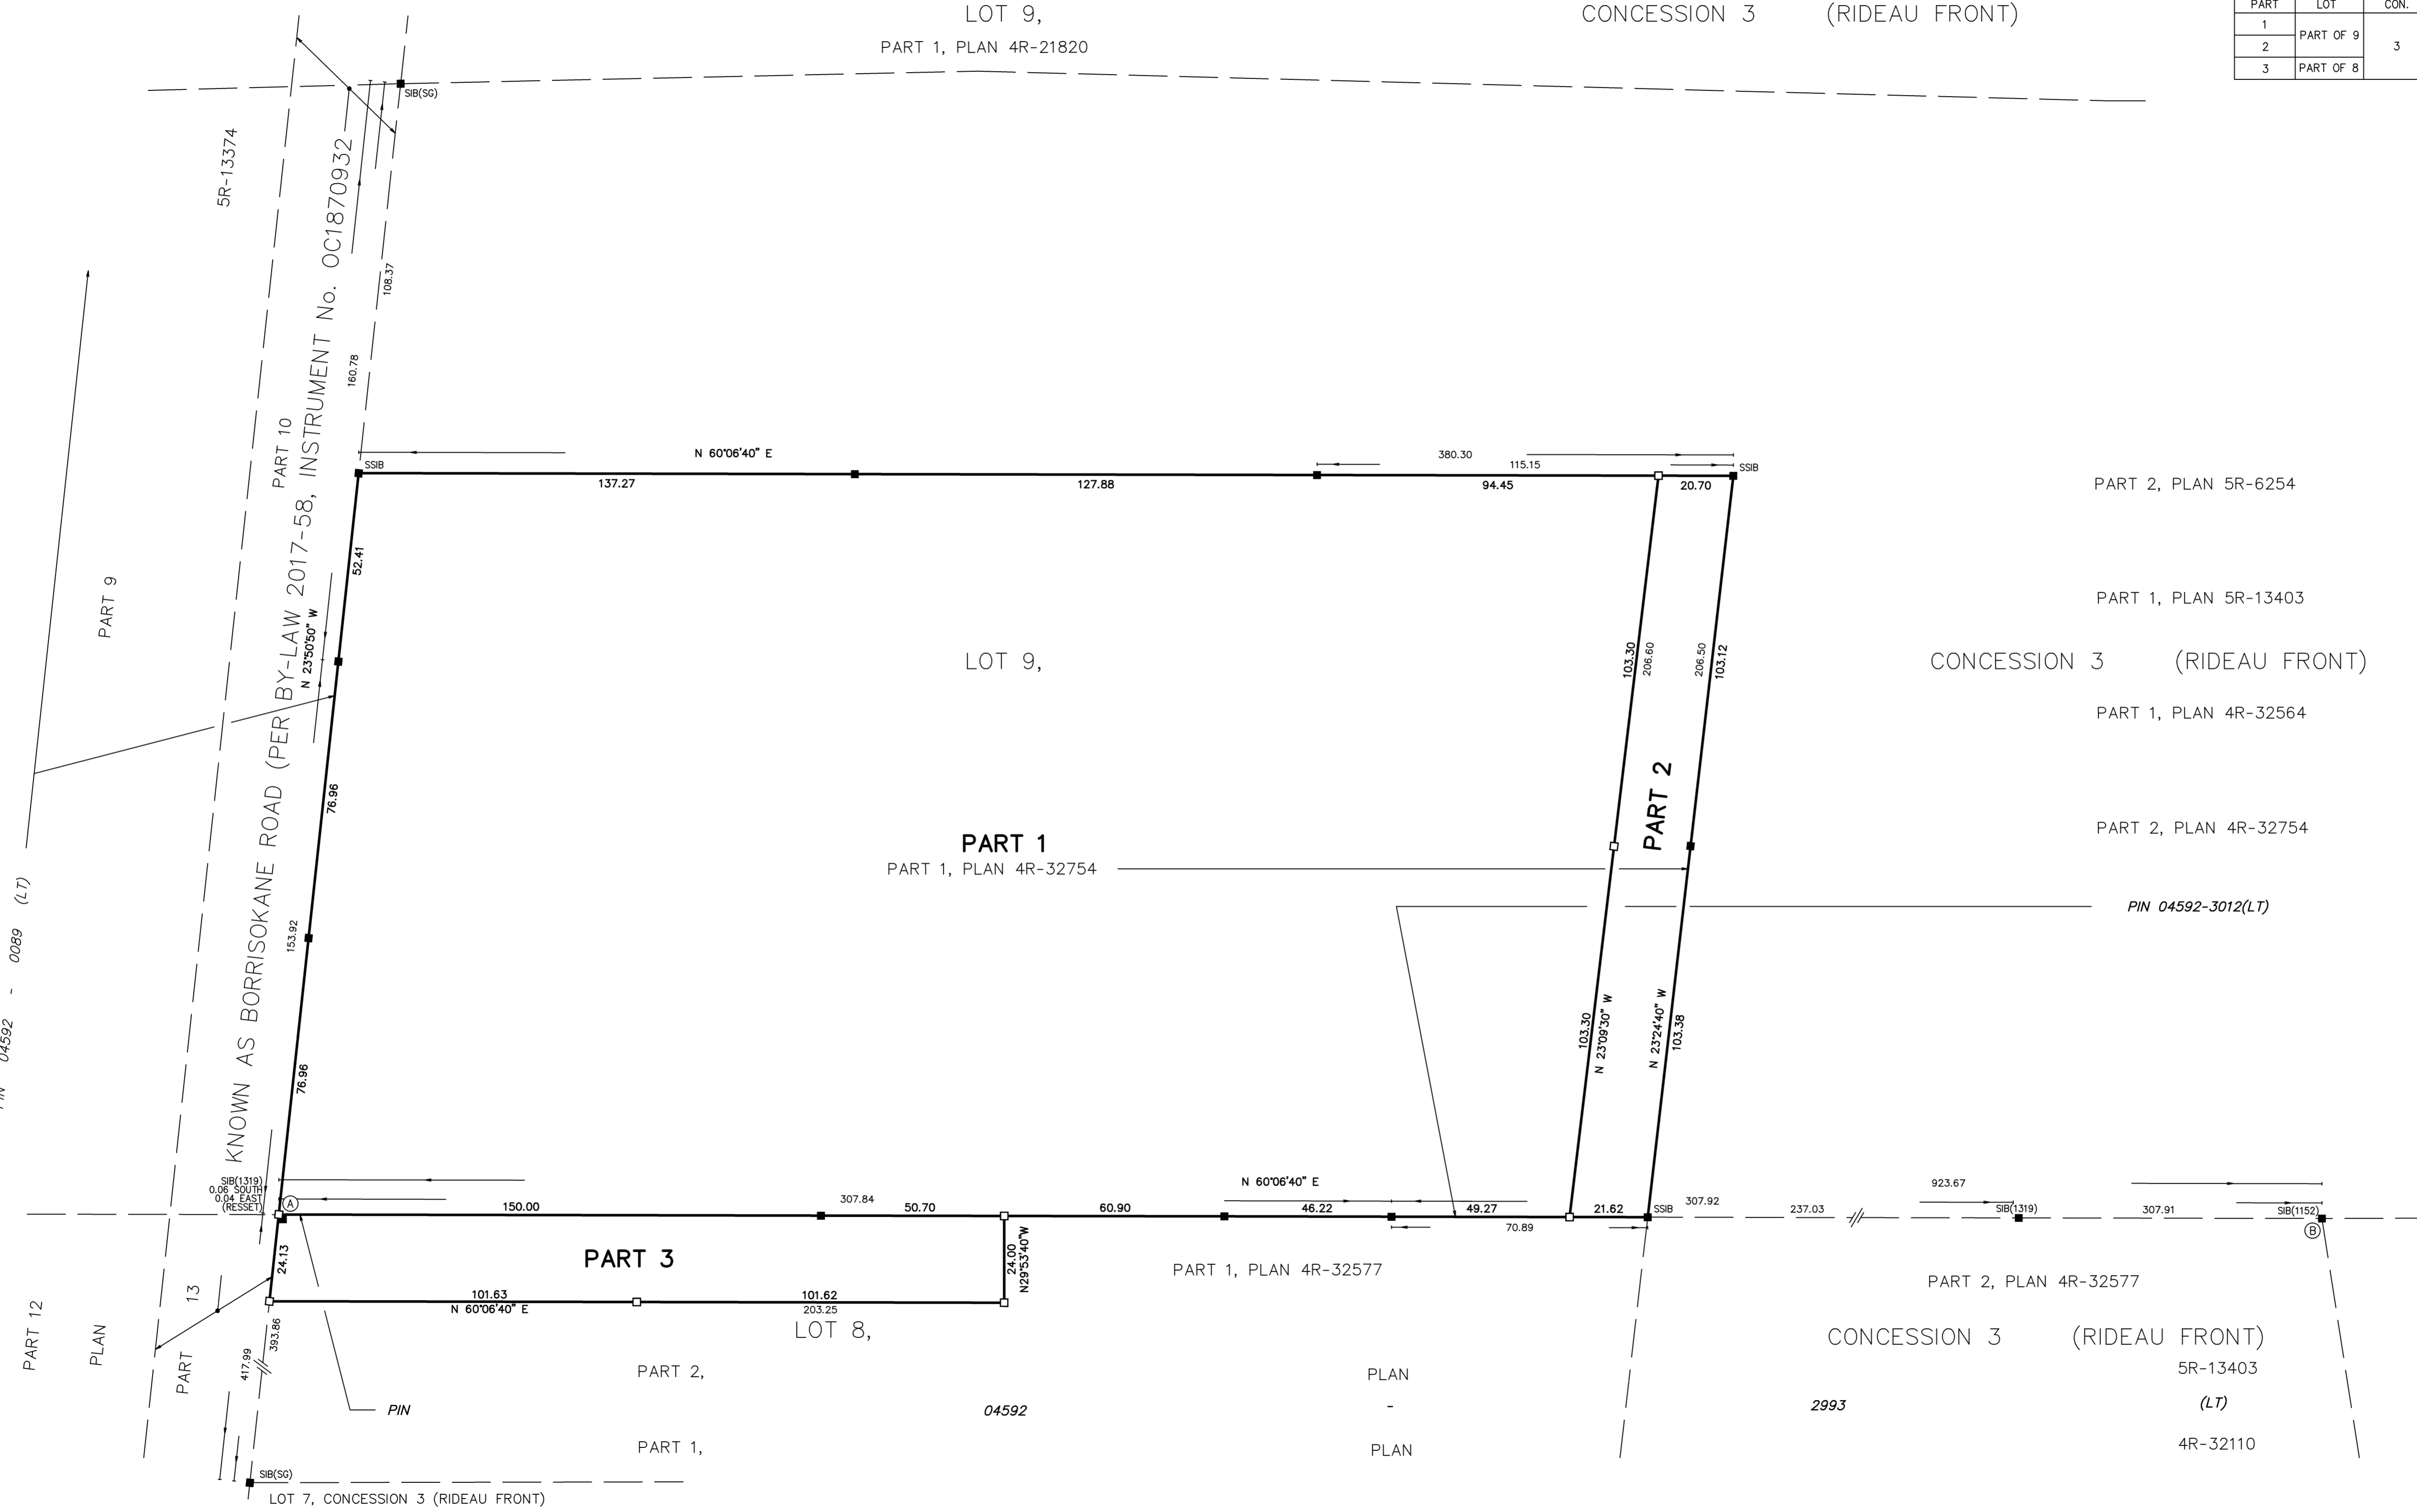 LOT 9,
CONCESSION 3 (RIDEAU FRONT)
PART LOT CON.
1 PART OF 9 3
2
3 PART OF 8
PART 1, PLAN 4R-21820
SIB(SG)
5R-13374
108.37
160.78
PART 10
KNOWN AS BORRISOKANE ROAD (PER BY-LAW 2017-58, INSTRUMENT No. OC1870932
PART 9
SSIB
N 60°06'40" E
380.30
115.15
SSIB
137.27
127.88
94.45
20.70
PART 2, PLAN 5R-6254
52.41
N 23°50'50" W
PART 1, PLAN 5R-13403
LOT 9,
103.30
206.60
206.50
103.12
CONCESSION 3 (RIDEAU FRONT)
PART 1, PLAN 4R-32564
76.96
PART 2
PART 2, PLAN 4R-32754
PART 1
PART 1, PLAN 4R-32754
PIN 04592-3012(LT)
04592 - 0089 (LT)
153.92
103.30
N 23°09'30" W
N 23°24'40" W
103.38
76.96
SIB(1319)
0.06 SOUTH
0.04 EAST
(RESSET)
A
N 60°06'40" E
923.67
150.00
307.84
50.70
60.90
46.22
49.27
21.62
SSIB
307.92
237.03
SIB(1319)
307.91
SIB(1152)
B
70.89
24.13
PART 3
24.00
N29°53'40"W
PART 1, PLAN 4R-32577
PART 2, PLAN 4R-32577
101.63
N 60°06'40" E
101.62
203.25
LOT 8,
CONCESSION 3 (RIDEAU FRONT)
PART 12
PLAN
PART 13
417.99
393.86
PART 2, PLAN 5R-13403
PIN 04592 - 2993 (LT)
PART 1, PLAN 4R-32110
SIB(SG)
LOT 7, CONCESSION 3 (RIDEAU FRONT)